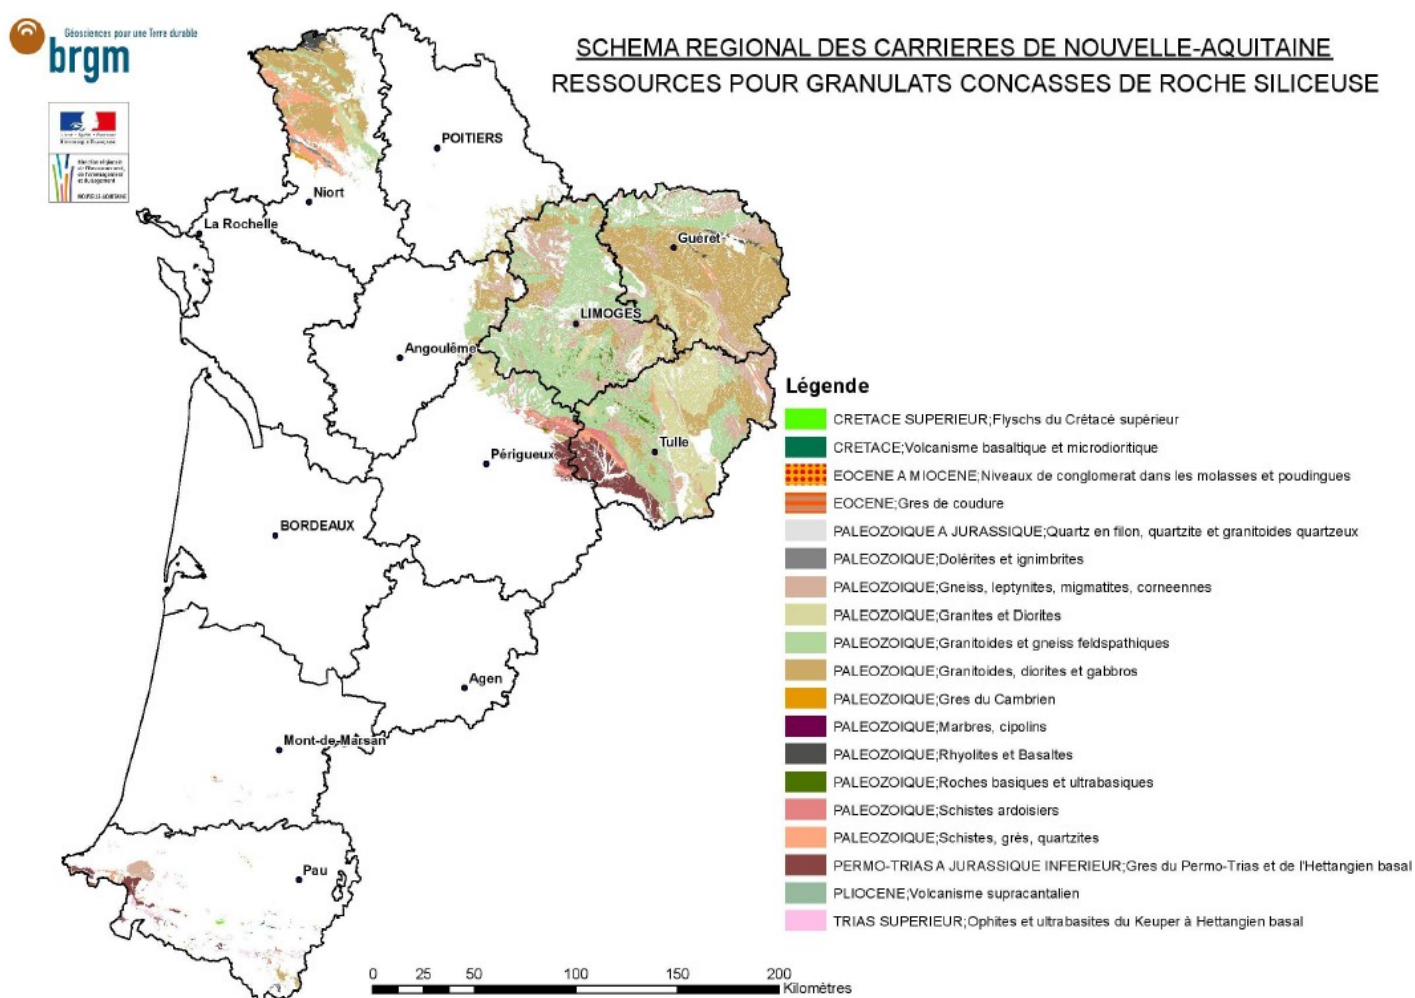 Géosciences pour une Terre durable
brgm
SCHEMA REGIONAL DES CARRIERES DE NOUVELLE-AQUITAINE
RESSOURCES POUR GRANULATS CONCASSES DE ROCHE SILICEUSE
NOUVELLE-AQUITAINE
POITIERS
Niort
La Rochelle
Guéret
LIMOGES
Angoulême
Tulle
Périgueux
BORDEAUX
Agen
Mont-de-Marsan
Pau
Légende
CRETACE SUPERIEUR;Flyschs du Crétacé supérieur
CRETACE;Volcanisme basaltique et microdioritique
EOCENE A MIOCENE;Niveaux de conglomerat dans les molasses et poudingues
EOCENE;Gres de coudure
PALEOZOIQUE A JURASSIQUE;Quartz en filon, quartzite et granitoides quartzeux
PALEOZOIQUE;Dolérites et ignimbrites
PALEOZOIQUE;Gneiss, leptynites, migmatites, corneennes
PALEOZOIQUE;Granites et Diorites
PALEOZOIQUE;Granitoides et gneiss feldspathiques
PALEOZOIQUE;Granitoides, diorites et gabbros
PALEOZOIQUE;Gres du Cambrien
PALEOZOIQUE;Marbres, cipolins
PALEOZOIQUE;Rhyolites et Basaltes
PALEOZOIQUE;Roches basiques et ultrabasiques
PALEOZOIQUE;Schistes ardoisiers
PALEOZOIQUE;Schistes, grès, quartzites
PERMO-TRIAS A JURASSIQUE INFERIEUR;Gres du Permo-Trias et de l'Hettangien basal
PLIOCENE;Volcanisme supracantalien
TRIAS SUPERIEUR;Ophites et ultrabasites du Keuper à Hettangien basal
0 25 50 100 150 200
Kilomètres